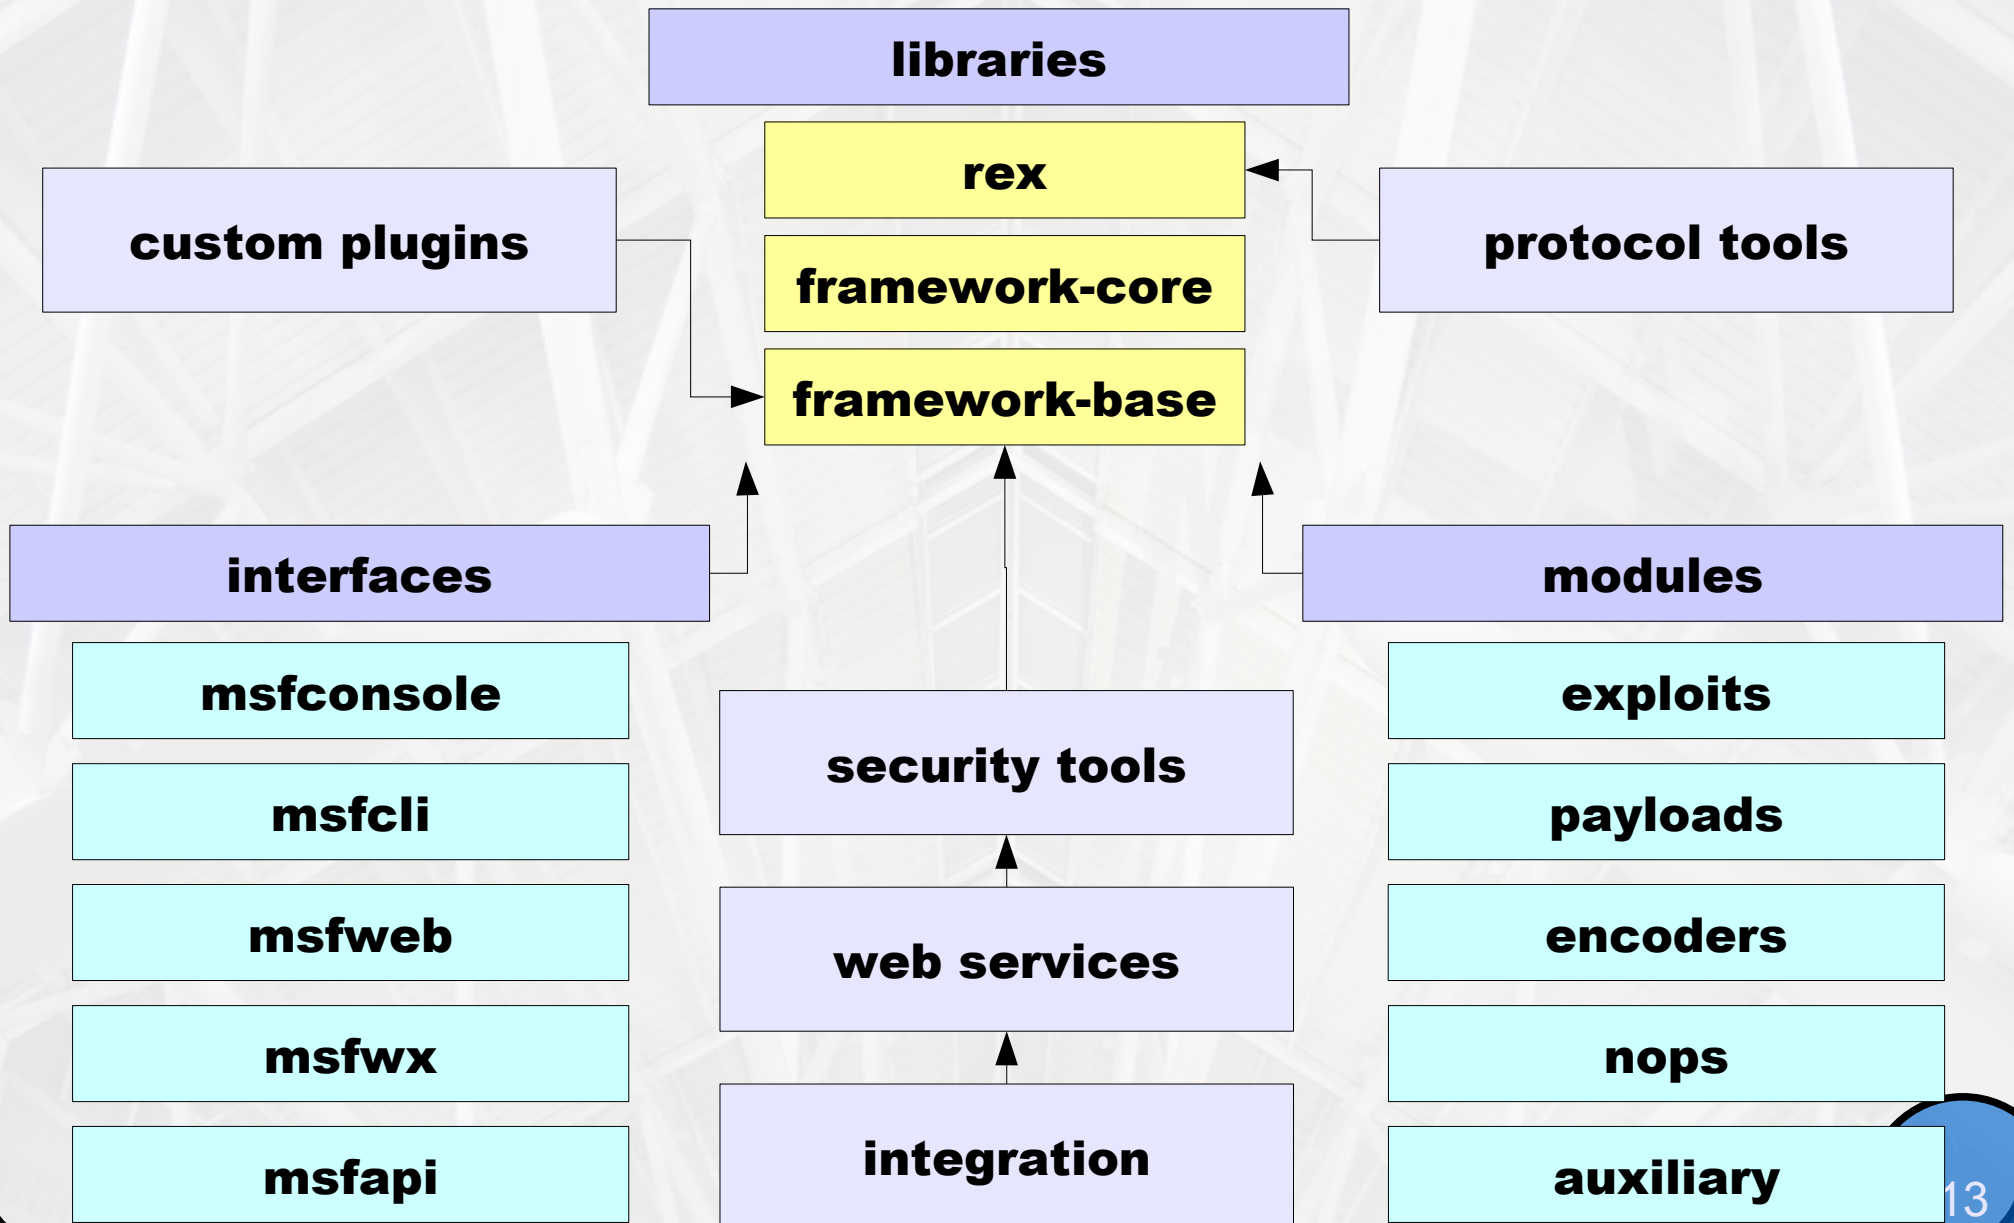 libraries
rex
custom plugins
protocol tools
framework-core
framework-base
interfaces
modules
msfconsole
exploits
security tools
msfcli
payloads
msfweb
encoders
web services
msfwx
nops
integration
msfapi
auxiliary
13